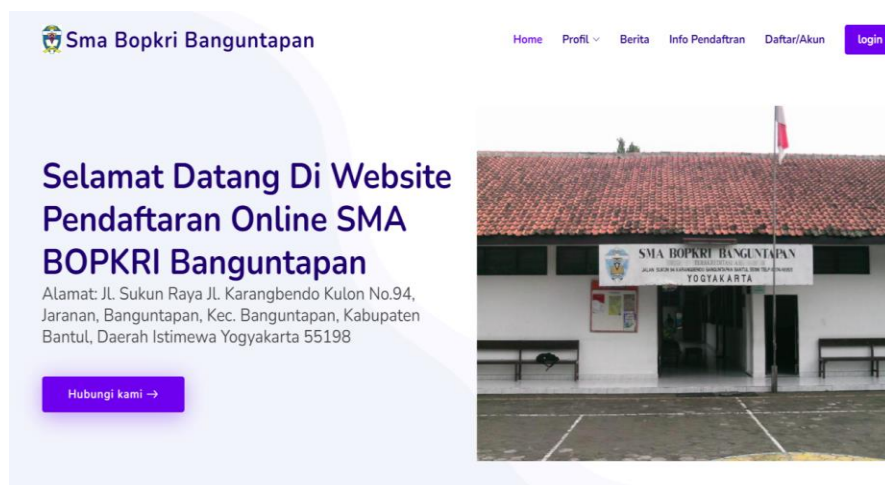 Sma Bopkri Banguntapan
Home Profil Berita Info Pendaftran Daftar/Akun login
Selamat Datang Di Website
Pendaftaran Online SMA
BOPKRI Banguntapan
Alamat: Jl. Sukun Raya Jl. Karangbendo Kulon No.94,
Jaranan, Banguntapan, Kec. Banguntapan, Kabupaten
Bantul, Daerah Istimewa Yogyakarta 55198
Hubungi kami →
SMA BOPKRI BANGUNTAPAN
YOGYAKARTA